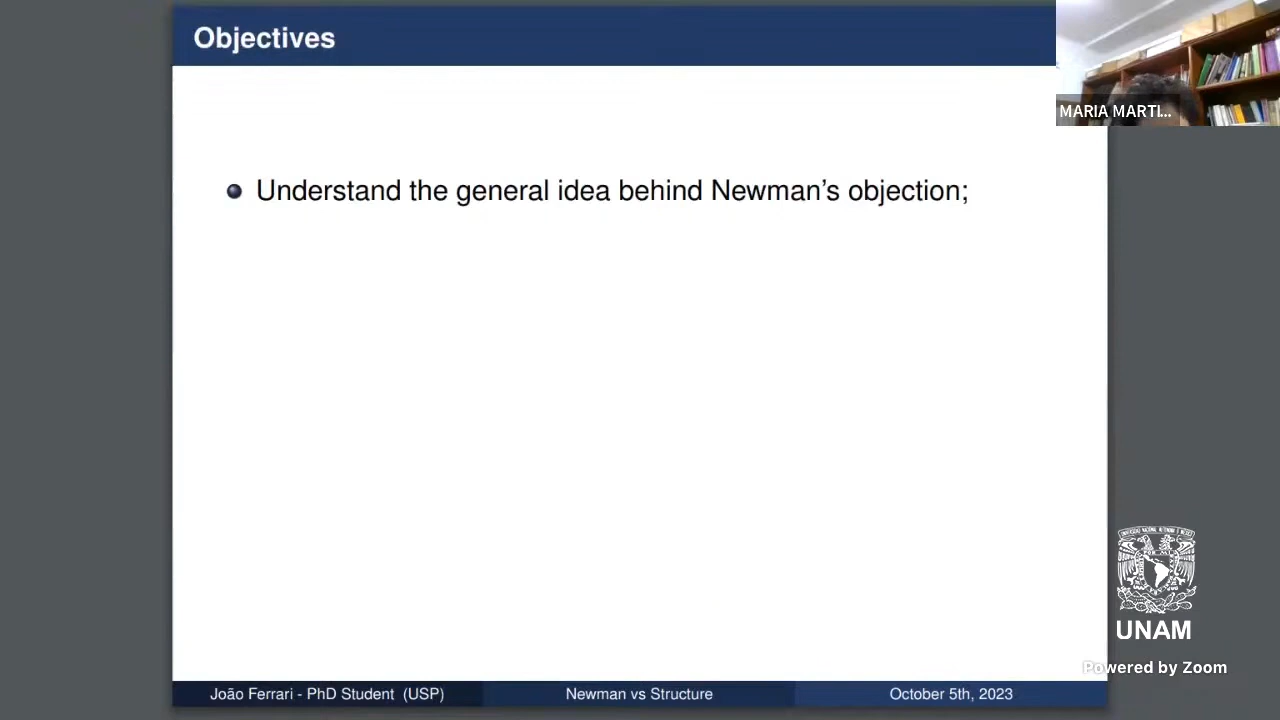 Objectives
MARIA MARTI...
Understand the general idea behind Newman's objection;
UNAM
Powered by Zoom
João Ferrari - PhD Student (USP)
Newman vs Structure
October 5th, 2023